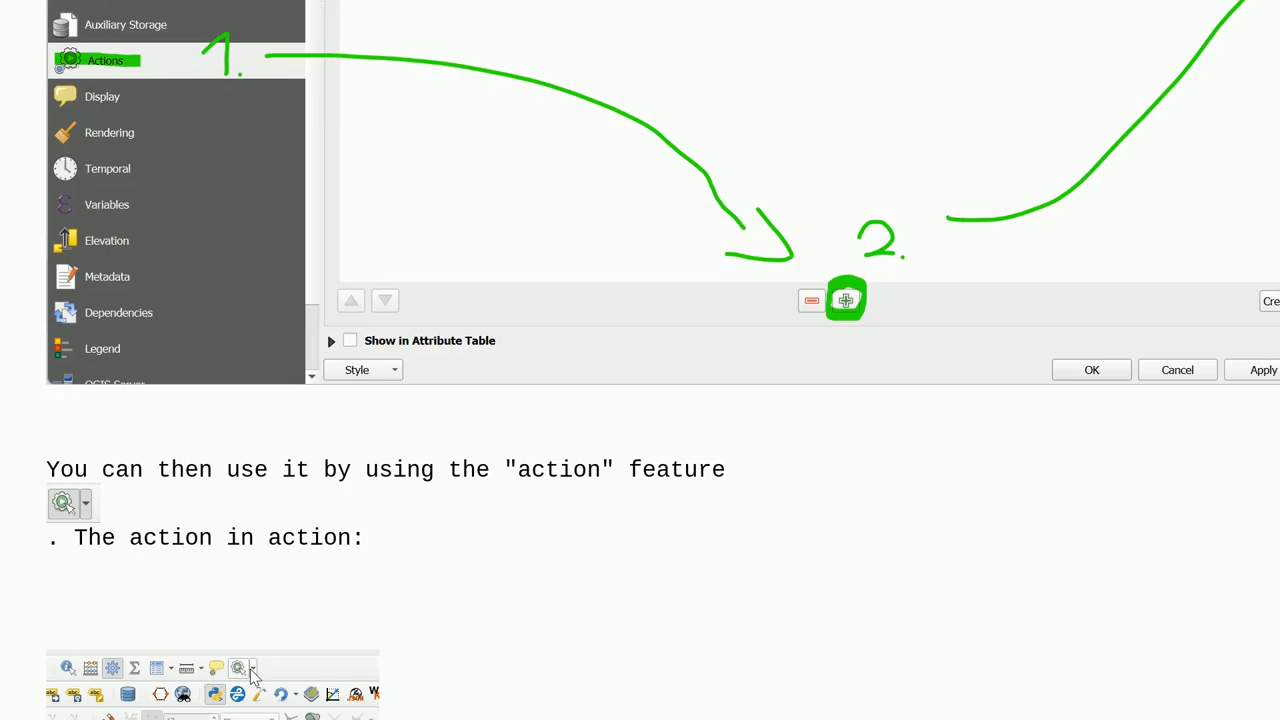 Auxiliary Storage
Actions
1.
Display
Rendering
Temporal
Variables
2.
Elevation
Metadata
Dependencies
Cre
Show in Attribute Table
Legend
Style
OK
Cancel
Apply
You can then use it by using the "action" feature
. The action in action: